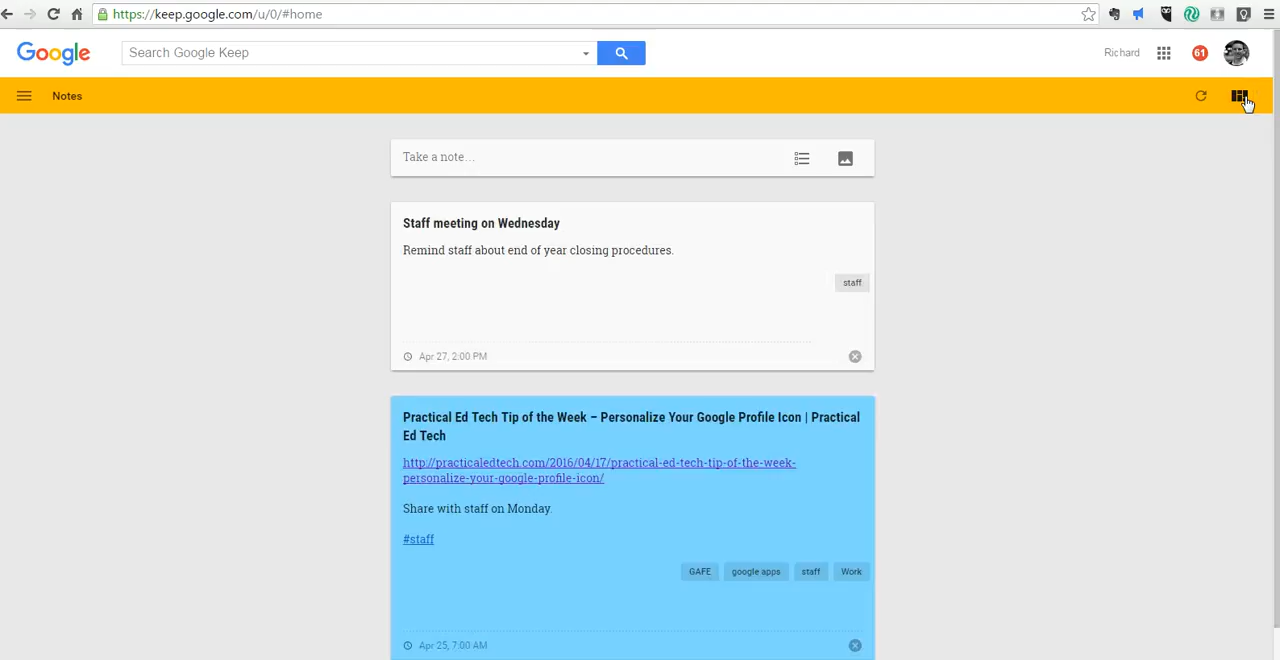 https://keep.google.com/u/0/#home
Google
Search Google Keep
Richard
61
Notes
Take a note...
Staff meeting on Wednesday
Remind staff about end of year closing procedures.
staff
Apr 27, 2:00 PM
Practical Ed Tech Tip of the Week – Personalize Your Google Profile Icon | Practical
Ed Tech
http://practicaledtech.com/2016/04/17/practical-ed-tech-tip-of-the-week-
personalize-your-google-profile-icon/
Share with staff on Monday.
#staff
GAFE google apps staff Work
Apr 25, 7:00 AM